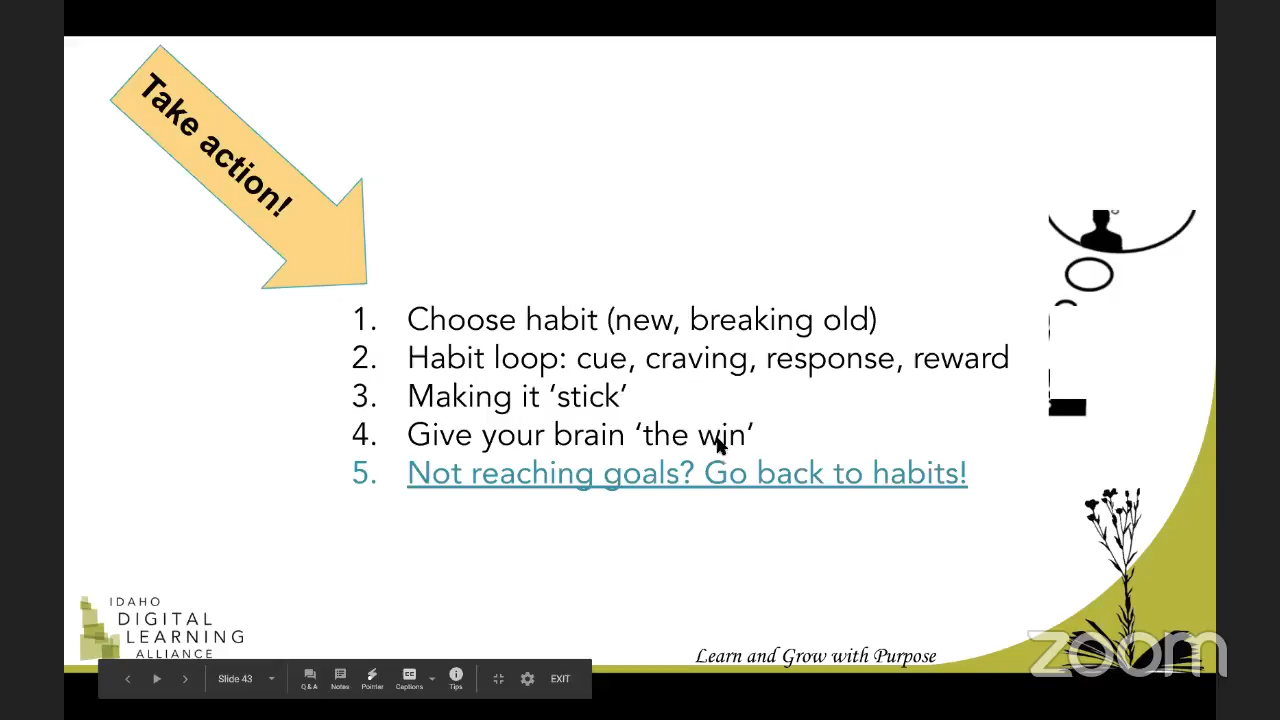 Take action!
1. Choose habit (new, breaking old)
2. Habit loop: cue, craving, response, reward
3. Making it ‘stick’
4. Give your brain ‘the win’
5. Not reaching goals? Go back to habits!
IDAHO
DIGITAL
LEARNING
ALLIANCE
Learn and Grow with Purpose
zoom
Slide 43
Q & A
Notes
Pointer
Captions
Tips
EXIT